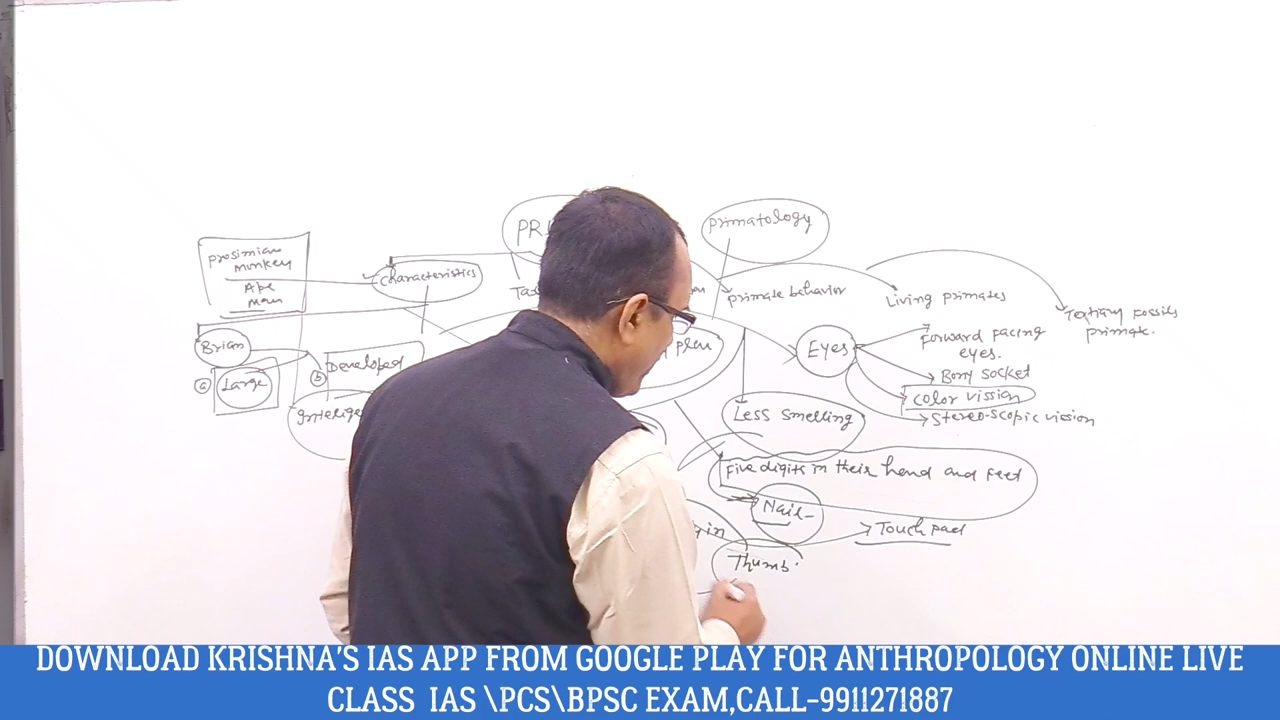 PRI
primatology
prosimian
monkey
Ape
Man
characteristics
Tax
primate behavior
Living primates
Tertiary fossils
primate.
Brian
Developed
a
Large
b
plan
Eyes
Forward facing
eyes.
Bony socket
color vission
Stereo-scopic vission
Less smelling
Five digits in their hand and feet
Nail-
Touch pad
Thumb.
DOWNLOAD KRISHNA'S IAS APP FROM GOOGLE PLAY FOR ANTHROPOLOGY ONLINE LIVE
CLASS IAS \PCS\BPSC EXAM,CALL-9911271887